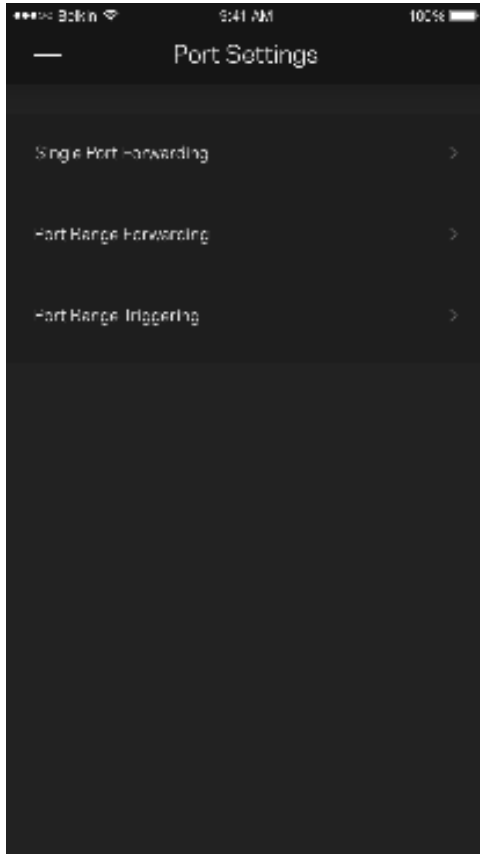 Belkin 9:41 AM 100%
Port Settings
Single Port Forwarding
Port Range Forwarding
Port Range Triggering